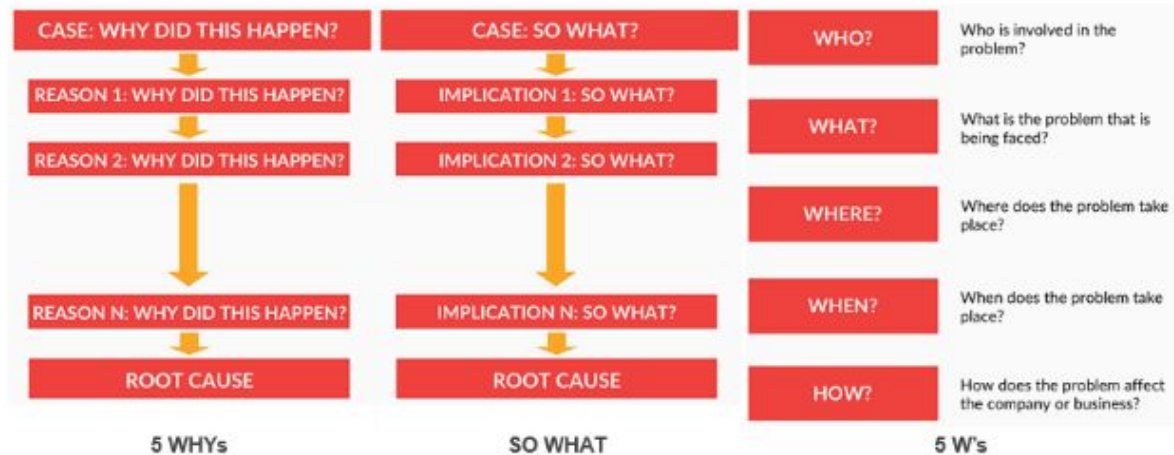 CASE: WHY DID THIS HAPPEN?
REASON 1: WHY DID THIS HAPPEN?
REASON 2: WHY DID THIS HAPPEN?
REASON N: WHY DID THIS HAPPEN?
ROOT CAUSE
5 WHYs
CASE: SO WHAT?
IMPLICATION 1: SO WHAT?
IMPLICATION 2: SO WHAT?
IMPLICATION N: SO WHAT?
ROOT CAUSE
SO WHAT
WHO?
Who is involved in the
problem?
WHAT?
What is the problem that is
being faced?
WHERE?
Where does the problem take
place?
WHEN?
When does the problem take
place?
HOW?
How does the problem affect
the company or business?
5 W's